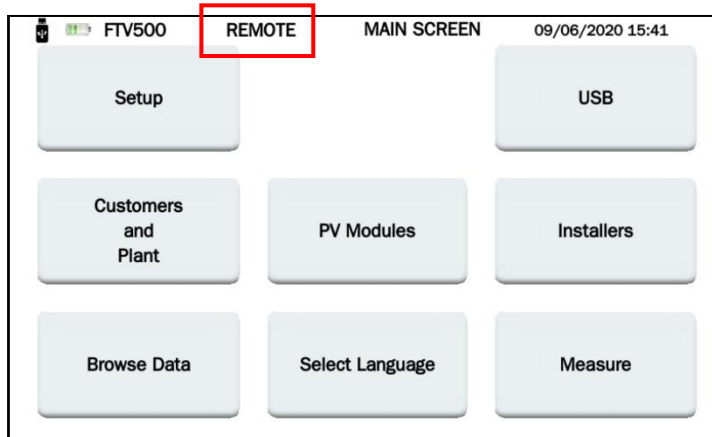 FTV500 REMOTE MAIN SCREEN 09/06/2020 15:41
Setup
USB
Customers
and
Plant
PV Modules
Installers
Browse Data
Select Language
Measure